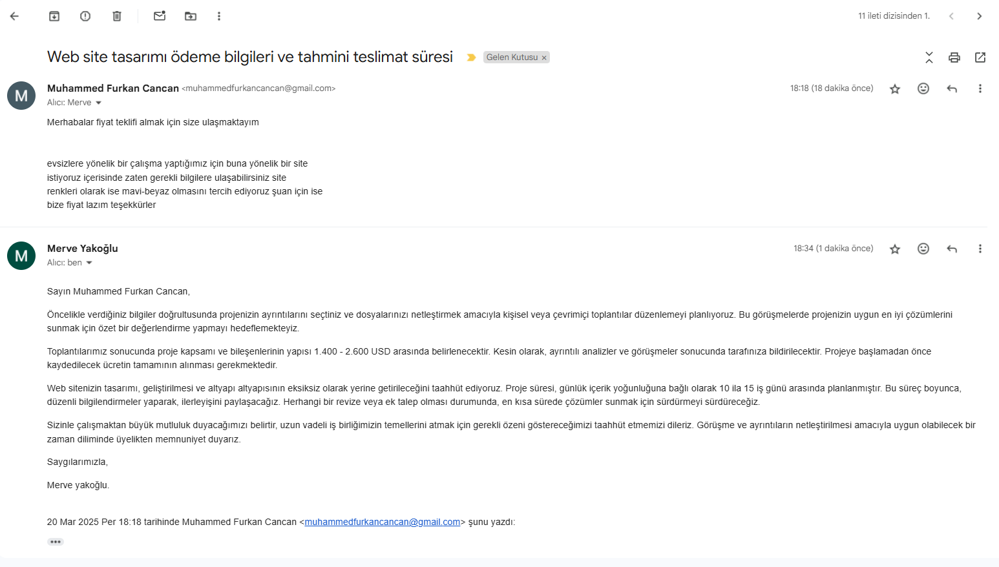 11 ileti dizisinden 1.
Web site tasarımı ödeme bilgileri ve tahmini teslimat süresi
Gelen Kutusu x
M
Muhammed Furkan Cancan <muhammedfurkancancan@gmail.com>
18:18 (18 dakika önce)
Alıcı: Merve
Merhabalar fiyat teklifi almak için size ulaşmaktayım
evsizlere yönelik bir çalışma yaptığımız için buna yönelik bir site
istiyoruz içerisinde zaten gerekli bilgilere ulaşabilirsiniz site
renkleri olarak ise mavi-beyaz olmasını tercih ediyoruz şuan için ise
bize fiyat lazım teşekkürler
M
Merve Yakoğlu
18:34 (1 dakika önce)
Alıcı: ben
Sayın Muhammed Furkan Cancan,
Öncelikle verdiğiniz bilgiler doğrultusunda projenizin ayrıntılarını seçtiniz ve dosyalarınızı netleştirmek amacıyla kişisel veya çevrimiçi toplantılar düzenlemeyi planlıyoruz. Bu görüşmelerde projenizin uygun en iyi çözümlerini
sunmak için özet bir değerlendirme yapmayı hedeflemekteyiz.
Toplantılarımız sonucunda proje kapsamı ve bileşenlerinin yapısı 1.400 - 2.600 USD arasında belirlenecektir. Kesin olarak, ayrıntılı analizler ve görüşmeler sonucunda tarafınıza bildirilecektir. Projeye başlamadan önce
kaydedilecek ücretin tamamının alınması gerekmektedir.
Web sitenizin tasarımı, geliştirilmesi ve altyapı altyapısının eksiksiz olarak yerine getirileceğini taahhüt ediyoruz. Proje süresi, günlük içerik yoğunluğuna bağlı olarak 10 ila 15 iş günü arasında planlanmıştır. Bu süreç boyunca,
düzenli bilgilendirmeler yaparak, ilerleyişini paylaşacağız. Herhangi bir revize veya ek talep olması durumunda, en kısa sürede çözümler sunmak için sürdürmeyi sürdüreceğiz.
Sizinle çalışmaktan büyük mutluluk duyacağımızı belirtir, uzun vadeli iş birliğimizin temellerini atmak için gerekli özeni göstereceğimizi taahhüt etmemizi dileriz. Görüşme ve ayrıntıların netleştirilmesi amacıyla uygun olabilecek bir
zaman diliminde üyelikten memnuniyet duyarız.
Saygılarımızla,
Merve yakoğlu.
20 Mar 2025 Per 18:18 tarihinde Muhammed Furkan Cancan <muhammedfurkancancan@gmail.com> şunu yazdı: